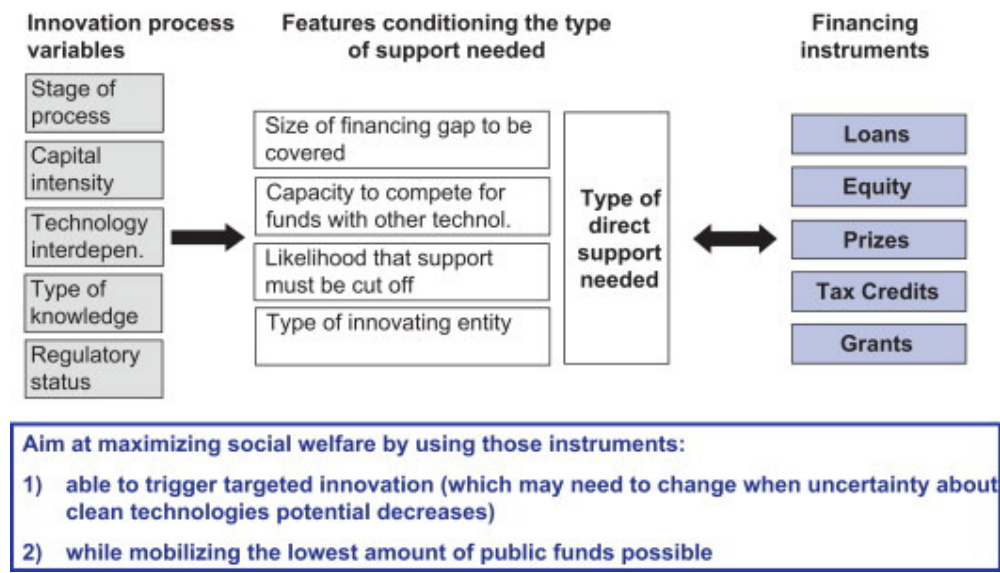 Innovation process
variables
Features conditioning the type
of support needed
Financing
instruments
Stage of
process
Capital
intensity
Technology
interdepen.
Type of
knowledge
Regulatory
status
Size of financing gap to be
covered
Capacity to compete for
funds with other technol.
Likelihood that support
must be cut off
Type of innovating entity
Type of
direct
support
needed
Loans
Equity
Prizes
Tax Credits
Grants
Aim at maximizing social welfare by using those instruments:
1) able to trigger targeted innovation (which may need to change when uncertainty about
clean technologies potential decreases)
2) while mobilizing the lowest amount of public funds possible